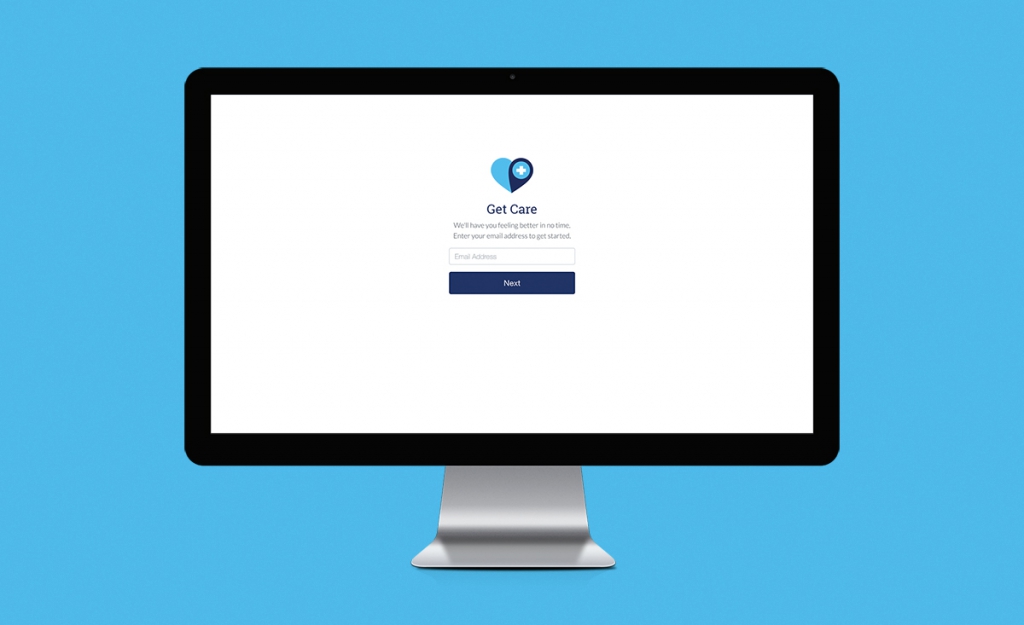 Get Care
We'll have you feeling better in no time.
Enter your email address to get started.
Email Address
Next